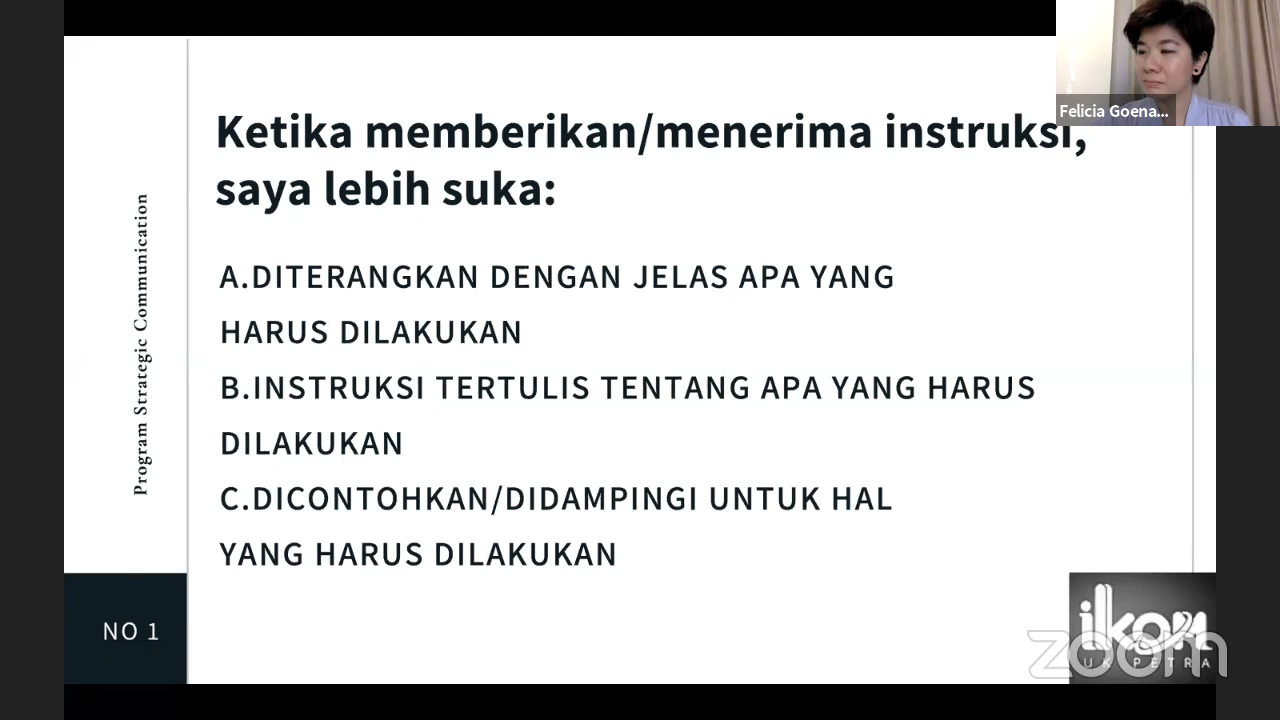 Felicia Goena...
Ketika memberikan/menerima instruksi,
saya lebih suka:
Program Strategic Communication
A.DITERANGKAN DENGAN JELAS APA YANG
HARUS DILAKUKAN
B.INSTRUKSI TERTULIS TENTANG APA YANG HARUS
DILAKUKAN
C.DICONTOHKAN/DIDAMPINGI UNTUK HAL
YANG HARUS DILAKUKAN
NO 1
ikom
UK PETRA
zoom